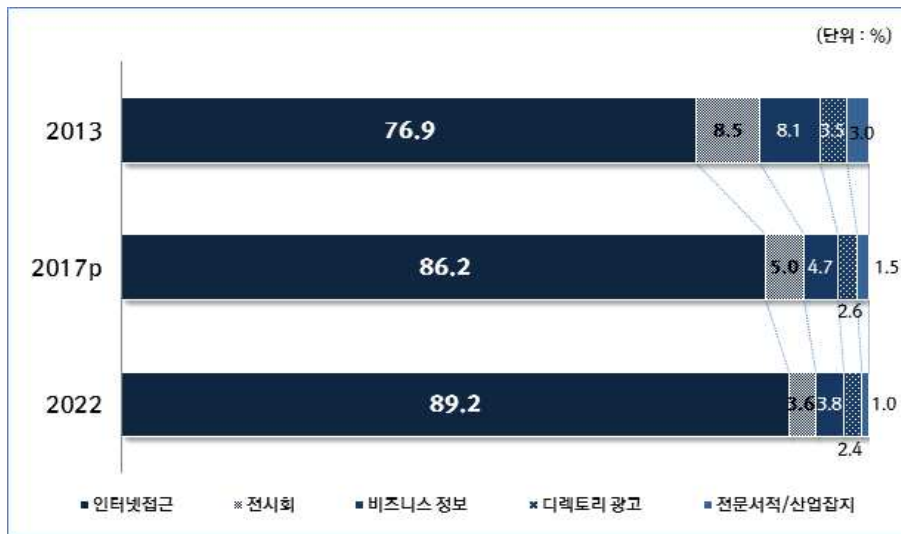 (단위 : %)
2013 76.9 8.5 8.1 3.5 3.0
2017p 86.2 5.0 4.7 1.5
2.6
2022 89.2 3.6 3.8 1.0
2.4
인터넷접근 전시회 비즈니스 정보 디렉토리 광고 전문서적/산업잡지